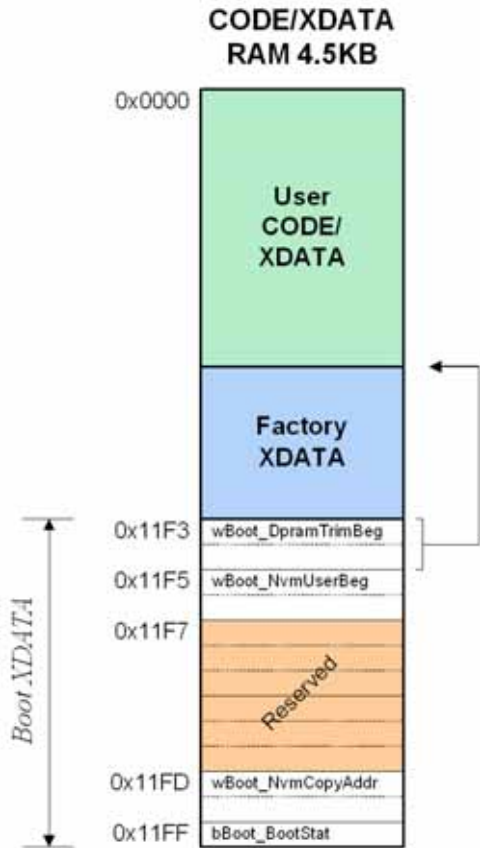 CODE/XDATA
RAM 4.5KB
0x0000
User
CODE/
XDATA
Factory
XDATA
0x11F3
wBoot_DpramTrimBeg
0x11F5
wBoot_NvmUserBeg
0x11F7
Reserved
Boot XDATA
0x11FD
wBoot_NvmCopyAddr
0x11FF
bBoot_BootStat